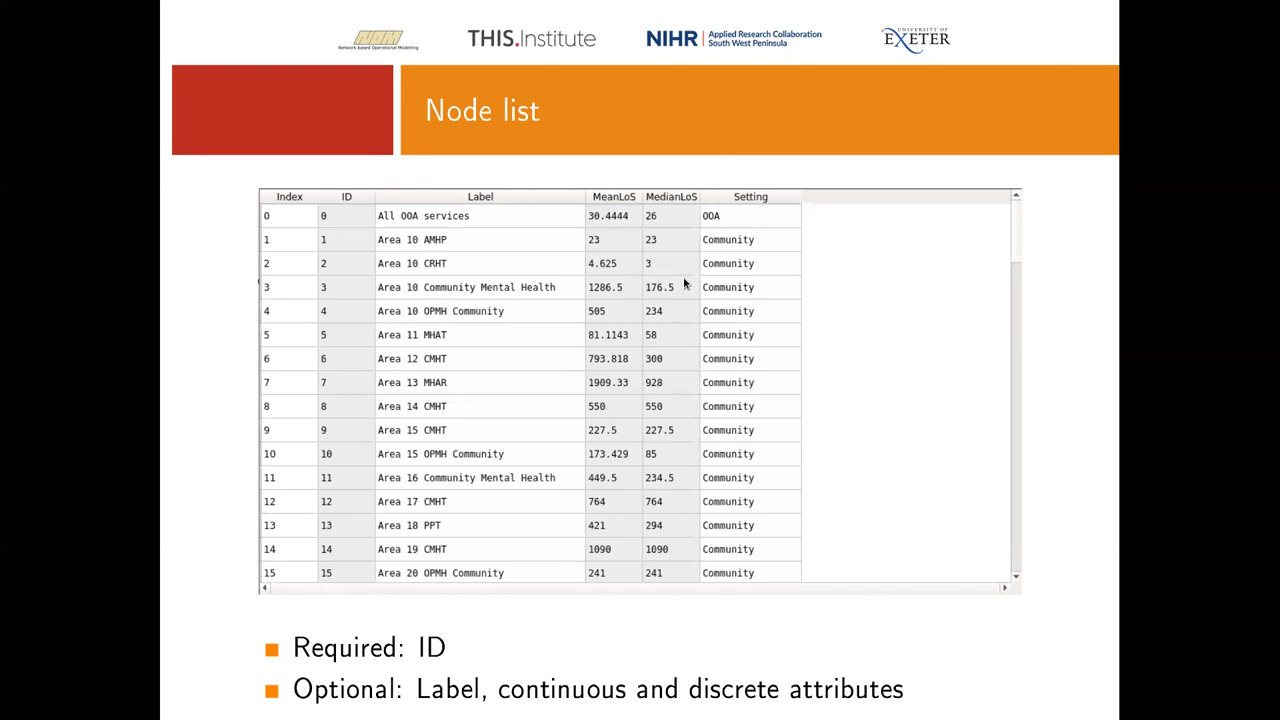 NOM
Network-based Operational Modelling
THIS.Institute
NIHR | Applied Research Collaboration
South West Peninsula
UNIVERSITY OF
EXETER
Node list
Index ID Label MeanLoS MedianLoS Setting
0 0 All OOA services 30.4444 26 OOA
1 1 Area 10 AMHP 23 23 Community
2 2 Area 10 CRHT 4.625 3 Community
3 3 Area 10 Community Mental Health 1286.5 176.5 Community
4 4 Area 10 OPMH Community 505 234 Community
5 5 Area 11 MHAT 81.1143 58 Community
6 6 Area 12 CMHT 793.818 300 Community
7 7 Area 13 MHAR 1909.33 928 Community
8 8 Area 14 CMHT 550 550 Community
9 9 Area 15 CMHT 227.5 227.5 Community
10 10 Area 15 OPMH Community 173.429 85 Community
11 11 Area 16 Community Mental Health 449.5 234.5 Community
12 12 Area 17 CMHT 764 764 Community
13 13 Area 18 PPT 421 294 Community
14 14 Area 19 CMHT 1090 1090 Community
15 15 Area 20 OPMH Community 241 241 Community
Required: ID
Optional: Label, continuous and discrete attributes